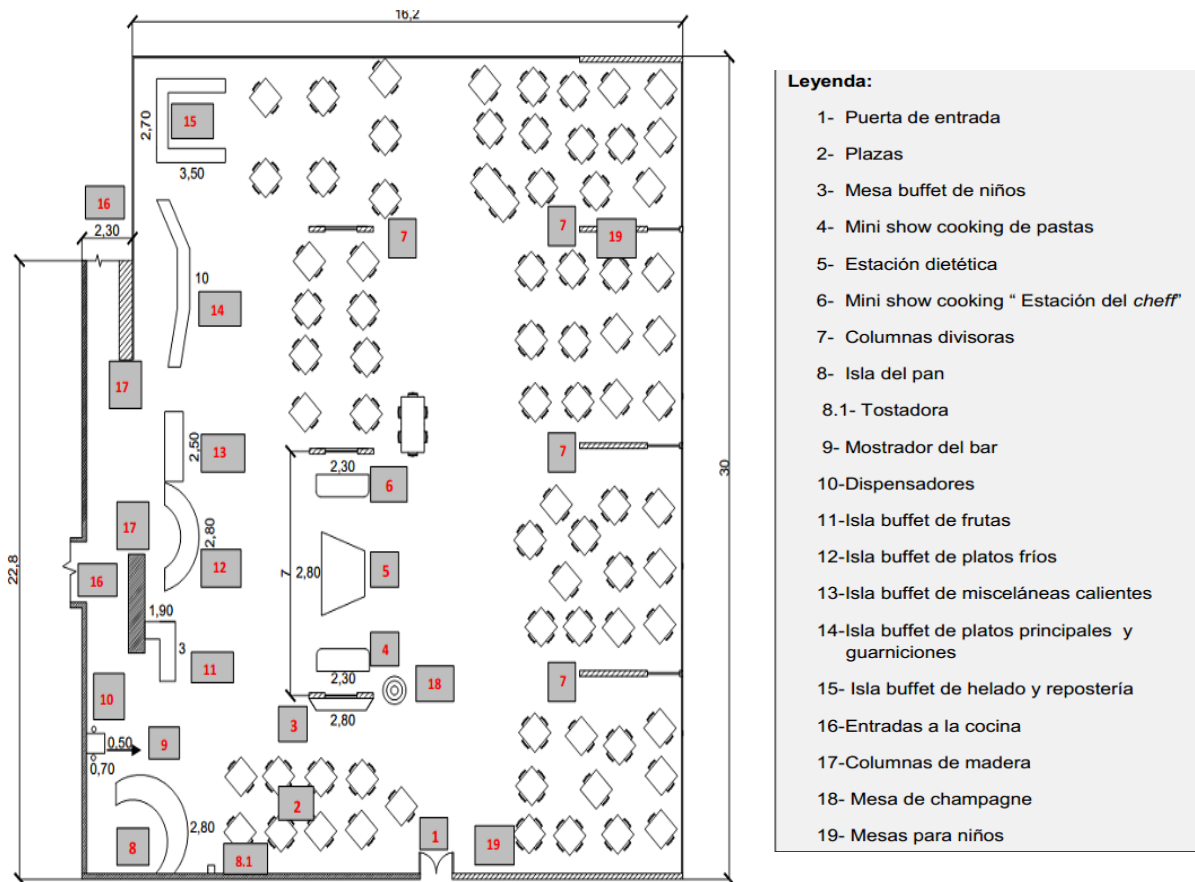 16,2
15
2,70
3,50
16
2,30
7
7
19
10
14
17
2,50
13
7
30
2,30
6
22,8
17
2,80
12
7
2,80
5
16
1,90
3
11
4
2,30
18
7
10
3
2,80
0,50
9
0,70
2
2,80
8
8.1
1
19
Leyenda:
1- Puerta de entrada
2- Plazas
3- Mesa buffet de niños
4- Mini show cooking de pastas
5- Estación dietética
6- Mini show cooking “ Estación del cheff”
7- Columnas divisoras
8- Isla del pan
8.1- Tostadora
9- Mostrador del bar
10-Dispensadores
11-Isla buffet de frutas
12-Isla buffet de platos fríos
13-Isla buffet de misceláneas calientes
14-Isla buffet de platos principales y
guarniciones
15- Isla buffet de helado y repostería
16-Entradas a la cocina
17-Columnas de madera
18- Mesa de champagne
19- Mesas para niños